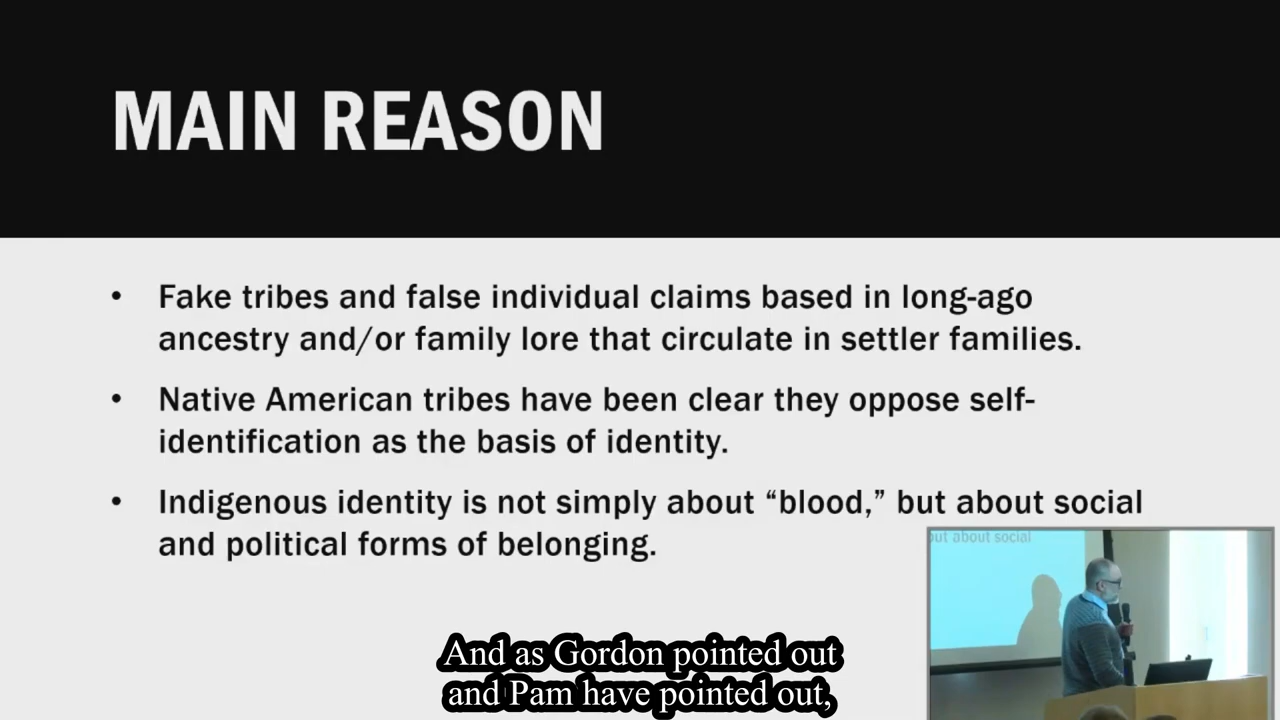 MAIN REASON
• Fake tribes and false individual claims based in long-ago
ancestry and/or family lore that circulate in settler families.
• Native American tribes have been clear they oppose self-
identification as the basis of identity.
• Indigenous identity is not simply about “blood,” but about social
and political forms of belonging.
but about social
And as Gordon pointed out
and Pam have pointed out,